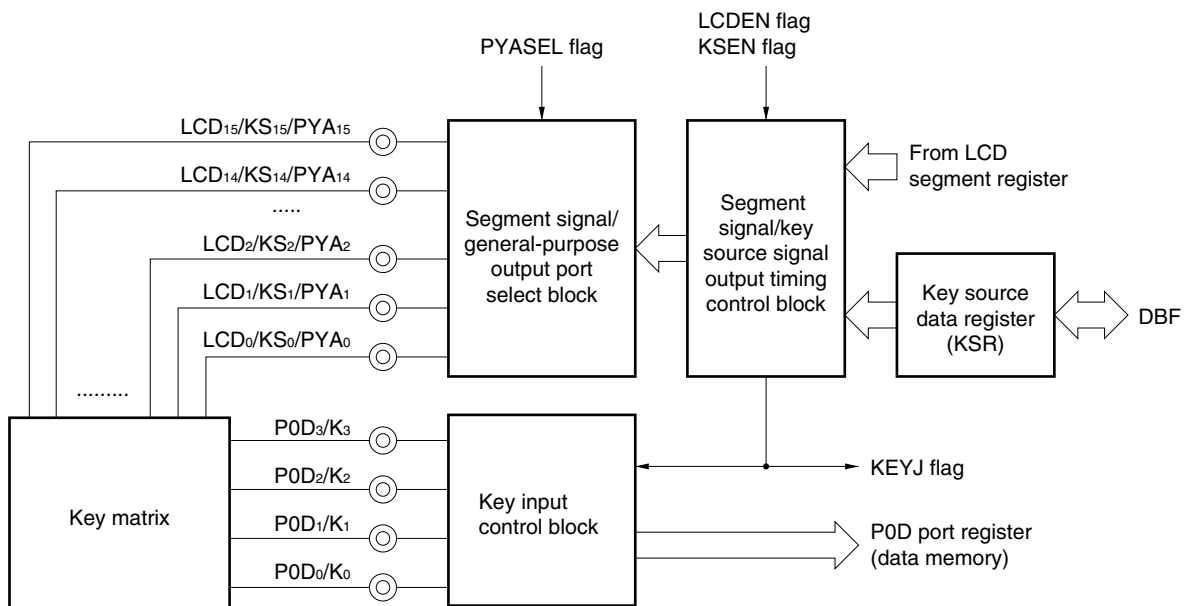 LCDEN flag
KSEN flag
PYASEL flag
LCD₁₅/KS₁₅/PYA₁₅
LCD₁₄/KS₁₄/PYA₁₄
.....
LCD₂/KS₂/PYA₂
LCD₁/KS₁/PYA₁
LCD₀/KS₀/PYA₀
.........
Segment signal/
general-purpose
output port
select block
Segment
signal/key
source signal
output timing
control block
From LCD
segment register
Key source
data register
(KSR)
DBF
Key matrix
P0D₃/K₃
P0D₂/K₂
P0D₁/K₁
P0D₀/K₀
Key input
control block
KEYJ flag
P0D port register
(data memory)